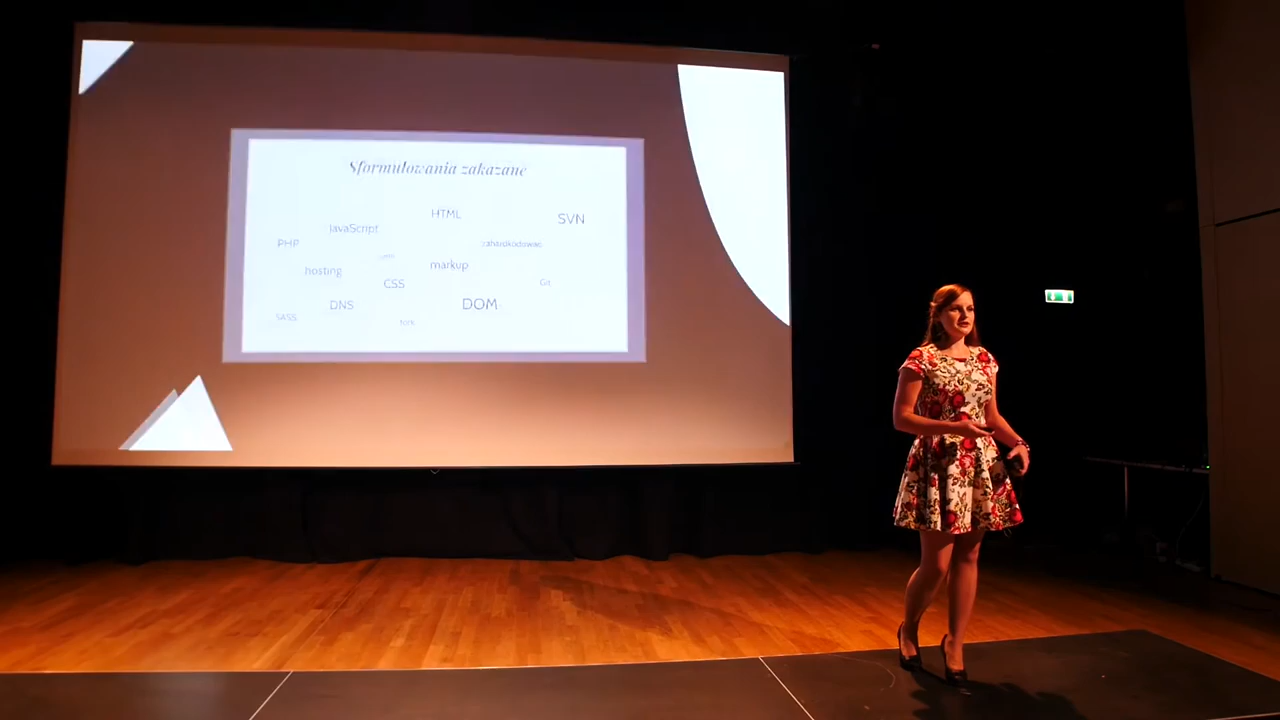 Sformułowania zakazane
HTML
SVN
JavaScript
PHP
zahardkodować
markup
hosting
CSS
Git
DNS
DOM
SASS
fork